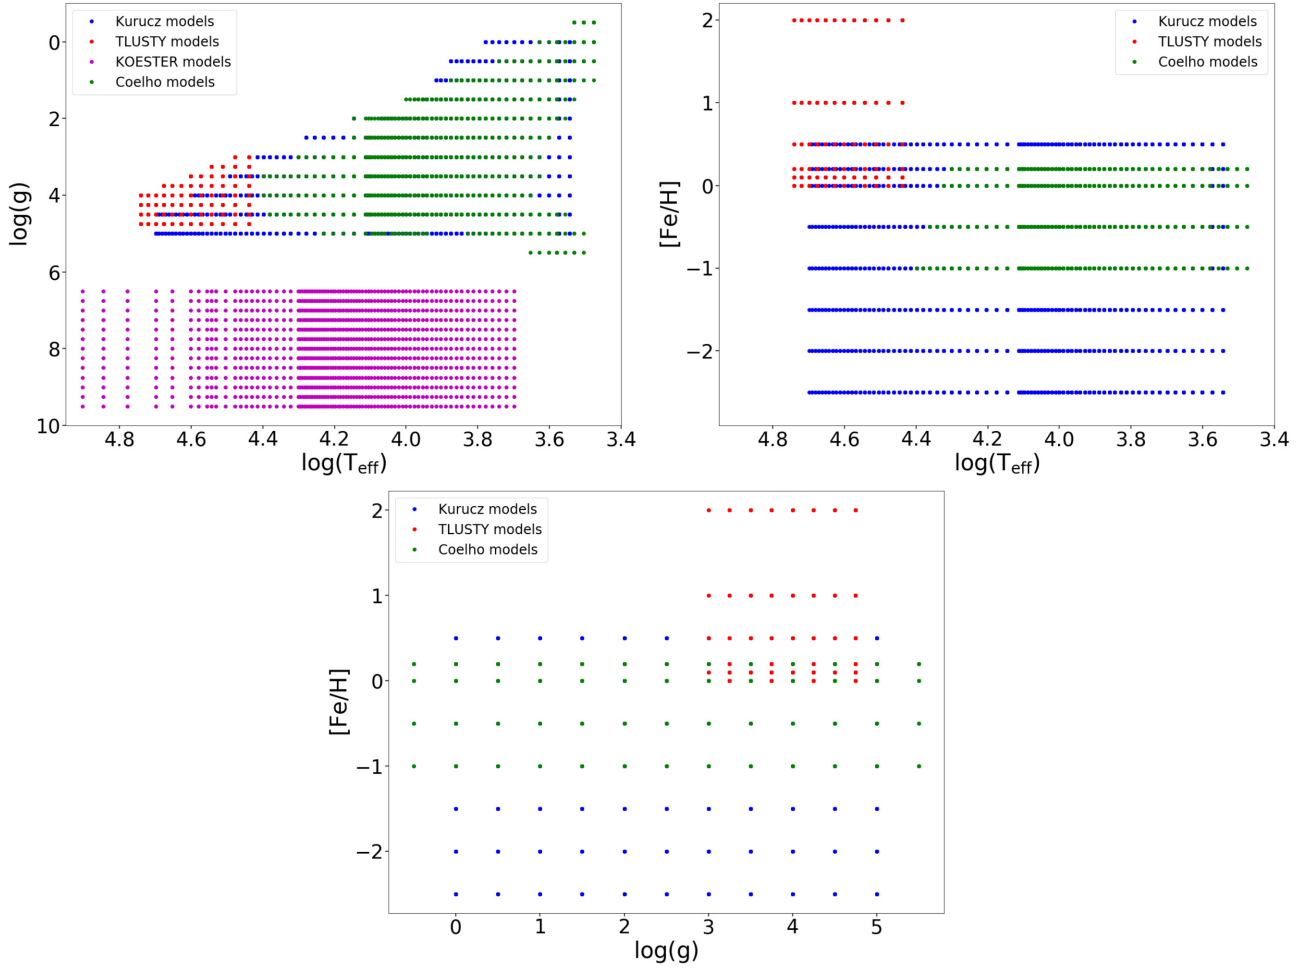 Kurucz models
TLUSTY models
KOESTER models
Coelho models
0
2
4
6
8
10
log(g)
4.8 4.6 4.4 4.2 4.0 3.8 3.6 3.4
log(T_eff)
Kurucz models
TLUSTY models
Coelho models
2
1
0
−1
−2
[Fe/H]
4.8 4.6 4.4 4.2 4.0 3.8 3.6 3.4
log(T_eff)
Kurucz models
TLUSTY models
Coelho models
2
1
0
−1
−2
[Fe/H]
0 1 2 3 4 5
log(g)